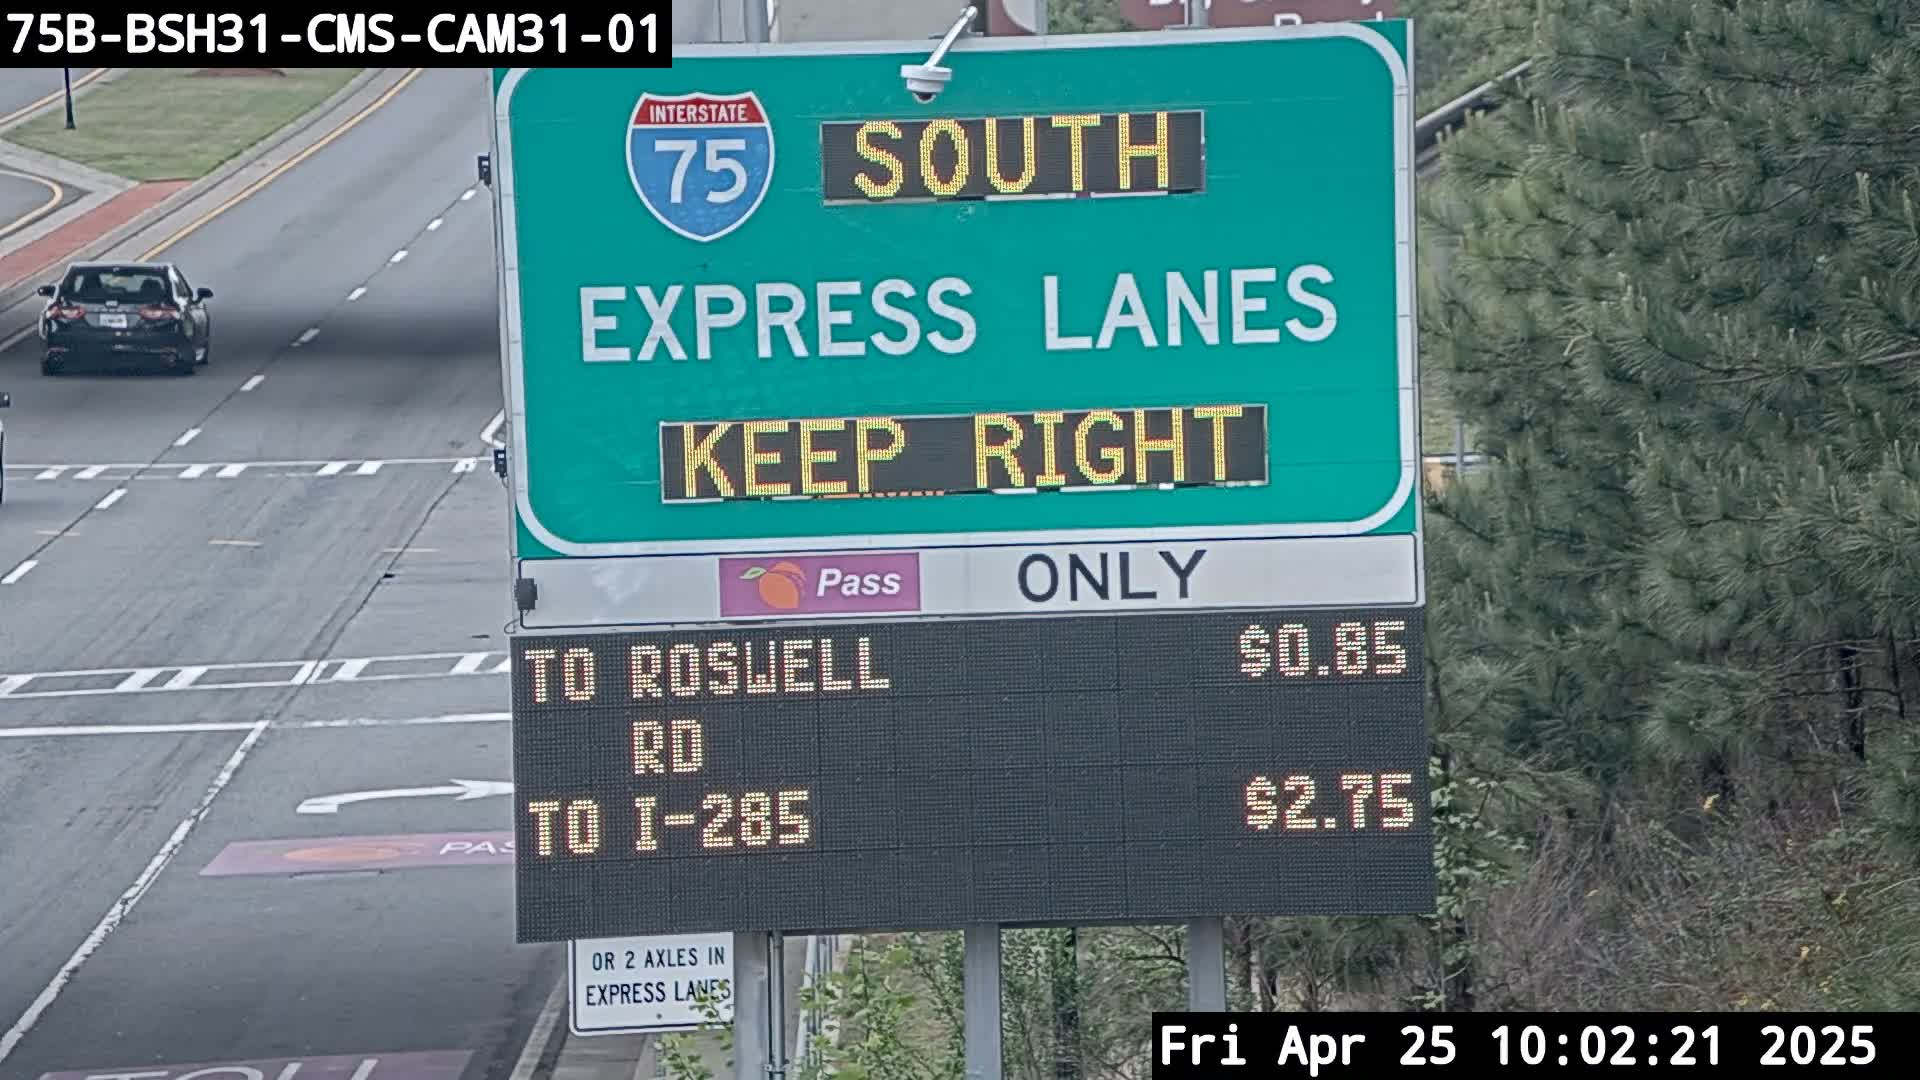 75B-BSH31-CMS-CAM31-01
INTERSTATE
75
SOUTH
EXPRESS LANES
KEEP RIGHT
Pass
ONLY
TO ROSWELL $0.85
RD
TO I-285 $2.75
OR 2 AXLES IN
EXPRESS LANES
TOLL
Fri Apr 25 10:02:21 2025